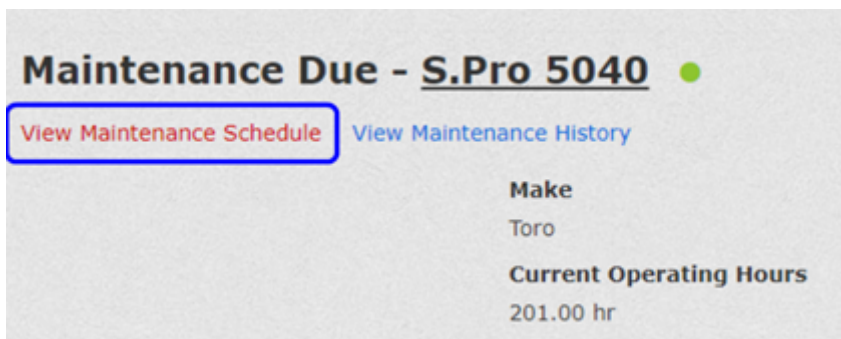 Maintenance Due - S.Pro 5040
View Maintenance Schedule View Maintenance History
Make
Toro
Current Operating Hours
201.00 hr